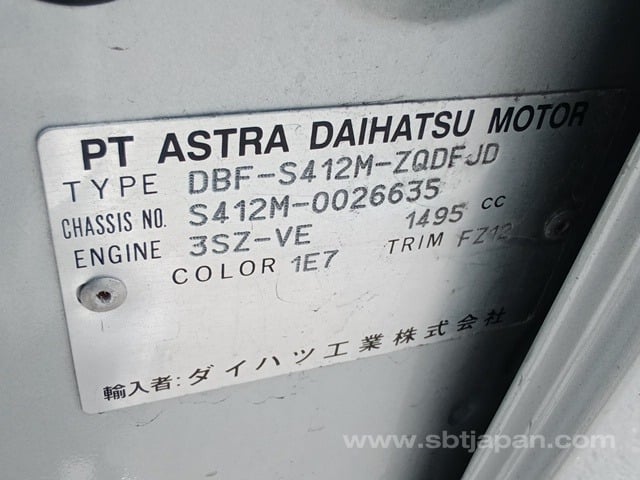 PT ASTRA DAIHATSU MOTOR
TYPE DBF-S412M-ZQDFJD
CHASSIS NO. S412M-0026635
ENGINE 3SZ-VE 1495 CC
COLOR 1E7 TRIM FZ12
輸入者:ダイハツ工業株式会社
www.sbtjapan.com